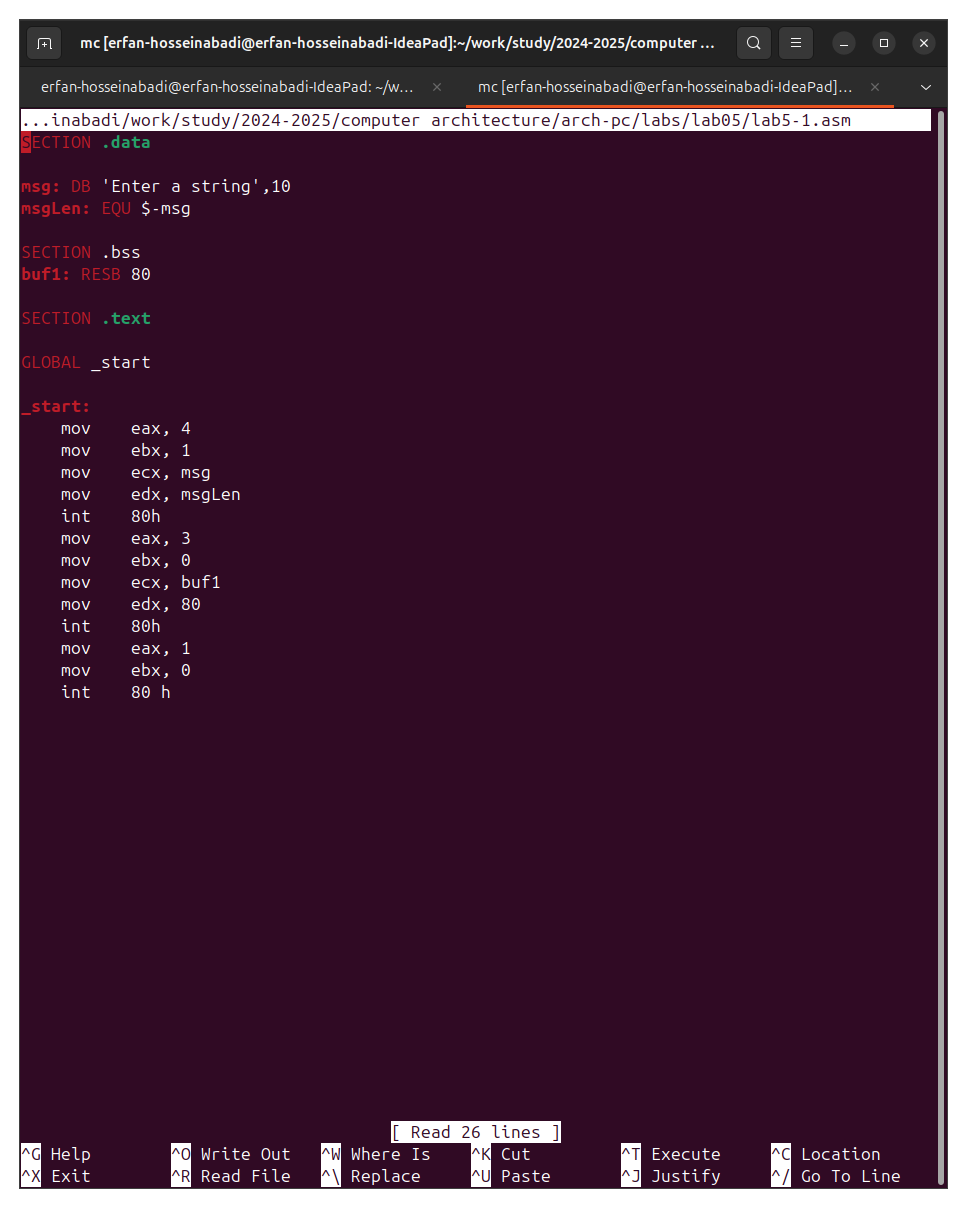 mc [erfan-hosseinabadi@erfan-hosseinabadi-IdeaPad]:~/work/study/2024-2025/computer ...
erfan-hosseinabadi@erfan-hosseinabadi-IdeaPad: ~/w... × mc [erfan-hosseinabadi@erfan-hosseinabadi-IdeaPad]... ×
...inabadi/work/study/2024-2025/computer architecture/arch-pc/labs/lab05/lab5-1.asm
SECTION .data
msg: DB 'Enter a string',10
msgLen: EQU $-msg
SECTION .bss
buf1: RESB 80
SECTION .text
GLOBAL _start
_start:
mov eax, 4
mov ebx, 1
mov ecx, msg
mov edx, msgLen
int 80h
mov eax, 3
mov ebx, 0
mov ecx, buf1
mov edx, 80
int 80h
mov eax, 1
mov ebx, 0
int 80 h
[ Read 26 lines ]
^G Help ^O Write Out ^W Where Is ^K Cut ^T Execute ^C Location
^X Exit ^R Read File ^\ Replace ^U Paste ^J Justify ^/ Go To Line